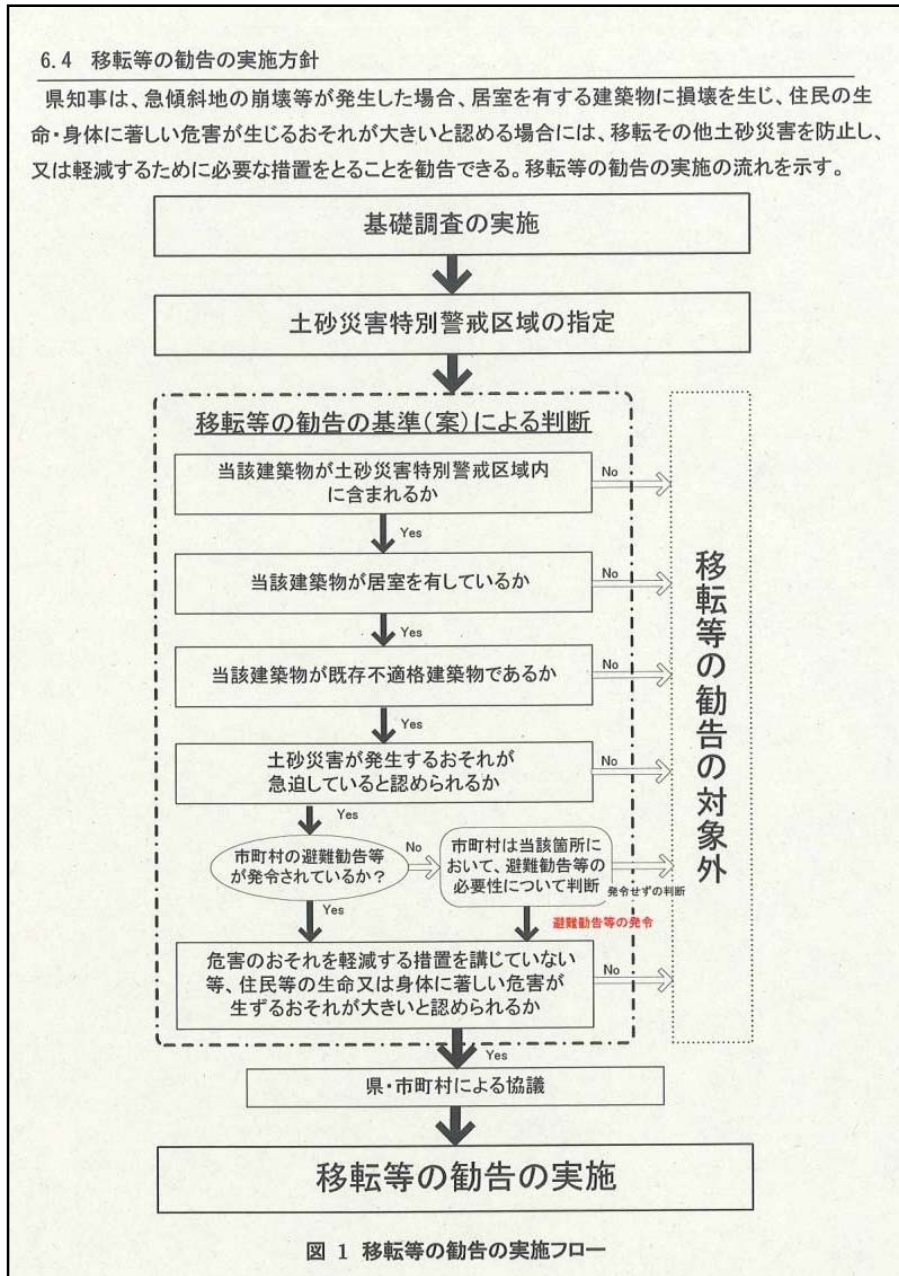 6.4 移転等の勧告の実施方針
県知事は、急傾斜地の崩壊等が発生した場合、居室を有する建築物に損壊を生じ、住民の生
命・身体に著しい危害が生じるおそれが大きいと認める場合には、移転その他土砂災害を防止し、
又は軽減するために必要な措置をとることを勧告できる。移転等の勧告の実施の流れを示す。
基礎調査の実施
土砂災害特別警戒区域の指定
移転等の勧告の基準(案)による判断
当該建築物が土砂災害特別警戒区域内
に含まれるか
No
Yes
当該建築物が居室を有しているか
No
Yes
当該建築物が既存不適格建築物であるか
No
Yes
土砂災害が発生するおそれが
急迫していると認められるか
No
Yes
市町村の避難勧告等
が発令されているか?
No
市町村は当該箇所に
おいて、避難勧告等の
必要性について判断
発令せずの判断
Yes
避難勧告等の発令
危害のおそれを軽減する措置を講じていない
等、住民等の生命又は身体に著しい危害が
生ずるおそれが大きいと認められるか
No
Yes
移転等の勧告の対象外
県・市町村による協議
移転等の勧告の実施
図 1 移転等の勧告の実施フロー